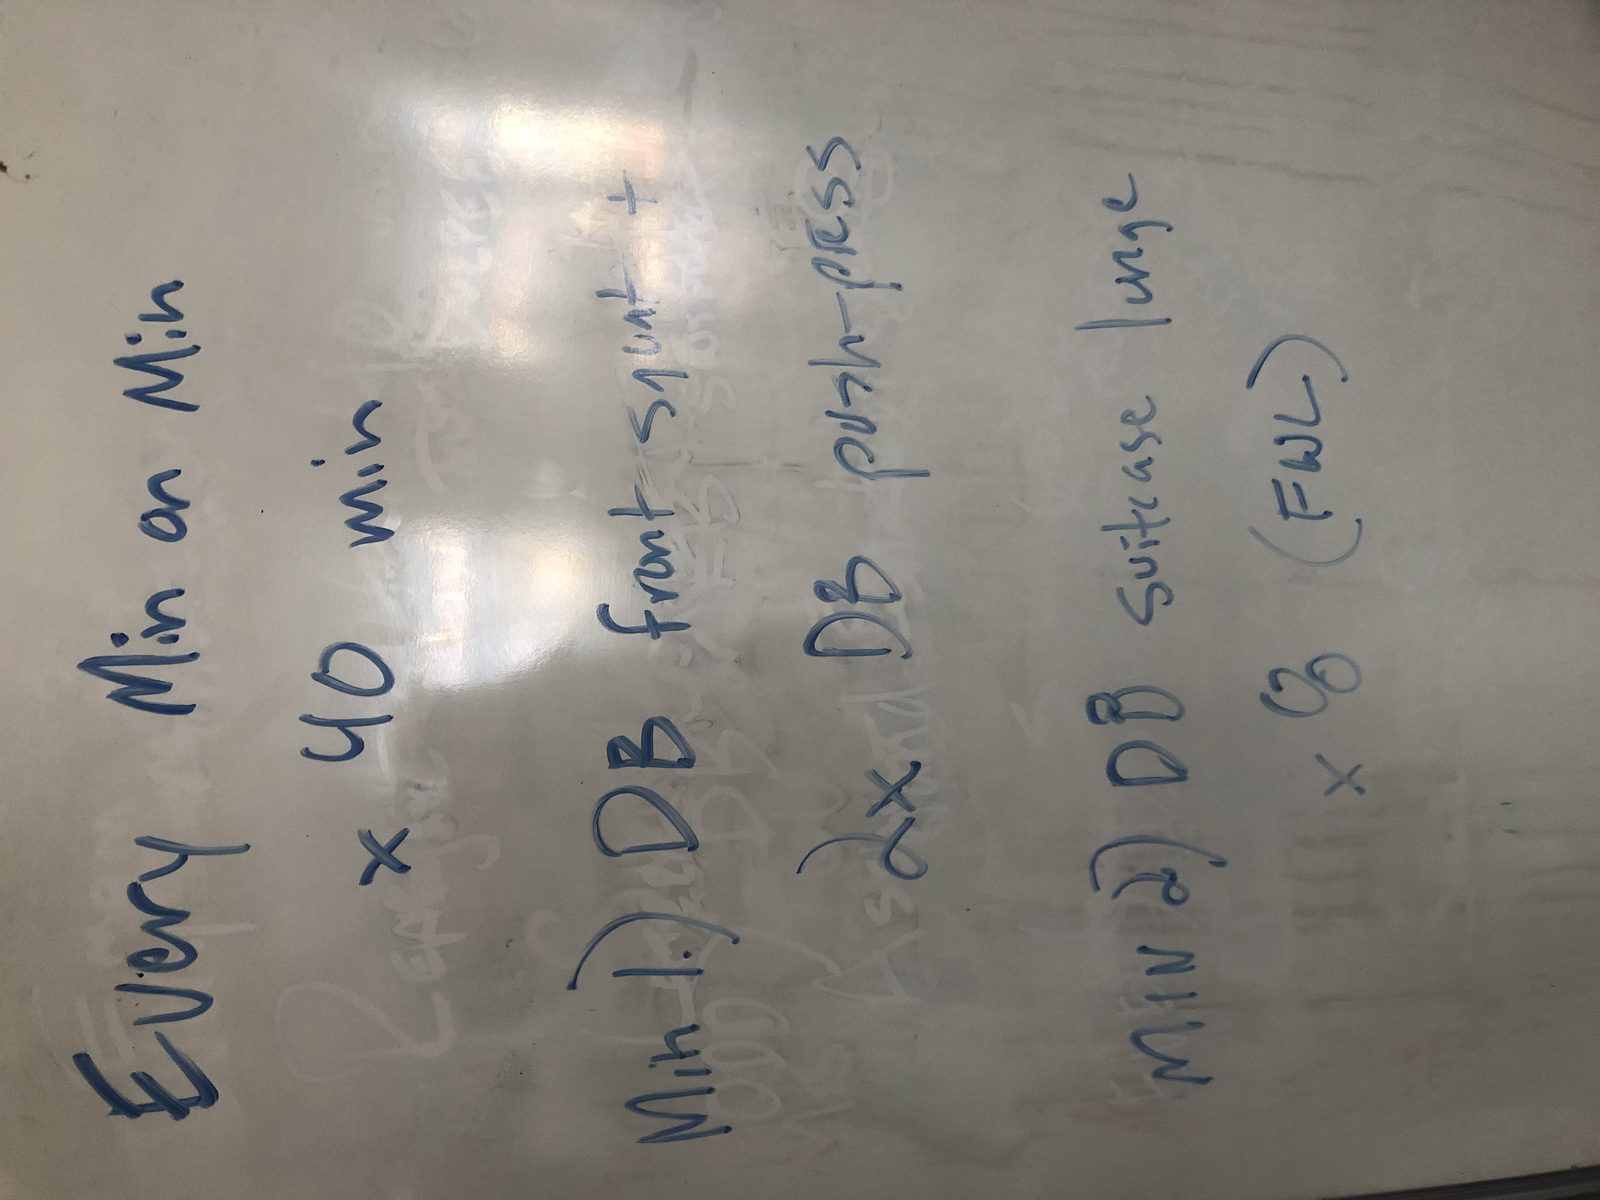 Every Min on Min
x 40 min
Min 1.) DB front squat +
2x DB push-press
MIN 2) DB Suitcase lunge
x 8 (FWL)